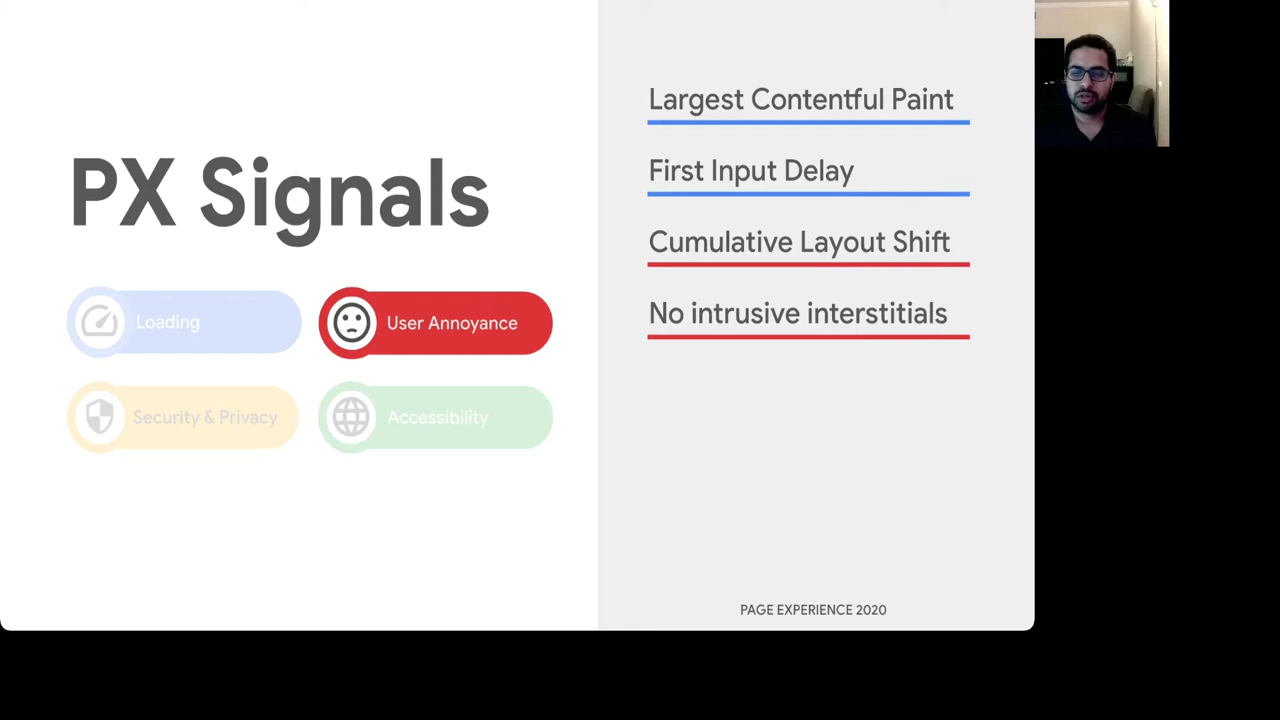 PX Signals
Loading
User Annoyance
Security & Privacy
Accessibility
Largest Contentful Paint
First Input Delay
Cumulative Layout Shift
No intrusive interstitials
PAGE EXPERIENCE 2020